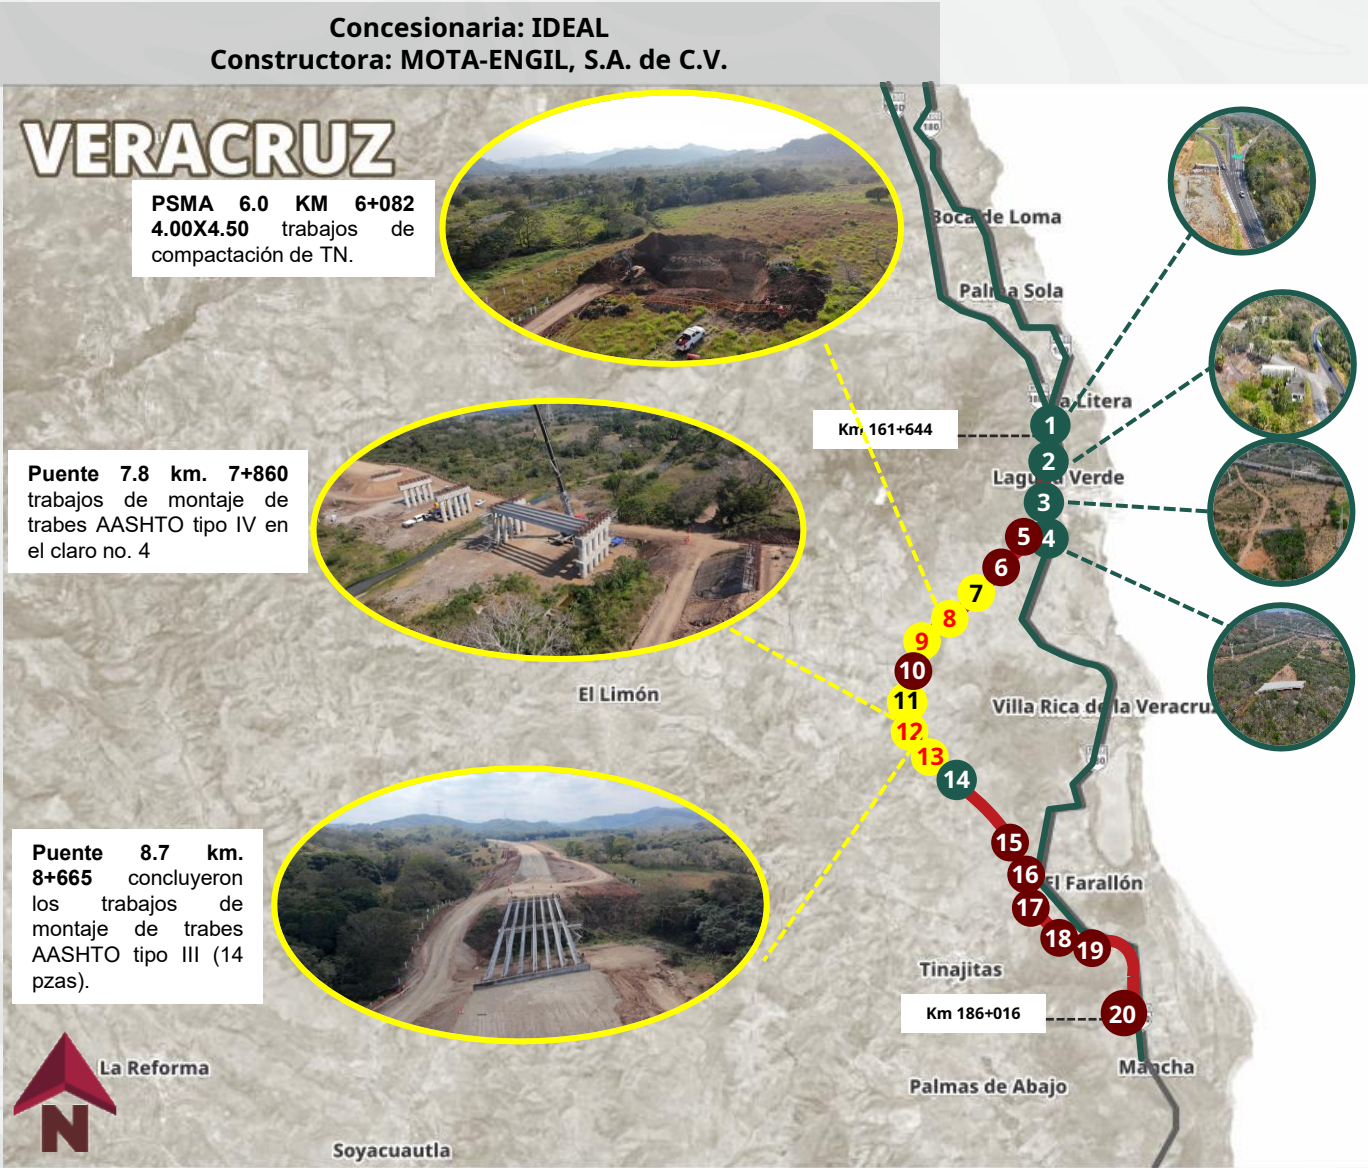 Concesionaria: IDEAL
Constructora: MOTA-ENGIL, S.A. de C.V.
VERACRUZ
PSMA 6.0 KM 6+082
4.00X4.50 trabajos de
compactación de TN.
180
Boca de Loma
Palma Sola
Km 161+644
a Litera
1
2
Laguna Verde
3
Puente 7.8 km. 7+860
trabajos de montaje de
trabes AASHTO tipo IV en
el claro no. 4
5
4
6
7
8
9
10
El Limón
11
Villa Rica de la Veracruz
12
13
14
15
16
El Farallón
17
18
19
Puente 8.7 km.
8+665 concluyeron
los trabajos de
montaje de trabes
AASHTO tipo III (14
pzas).
Tinajitas
Km 186+016
20
La Reforma
Mancha
Palmas de Abajo
N
Soyacuautla